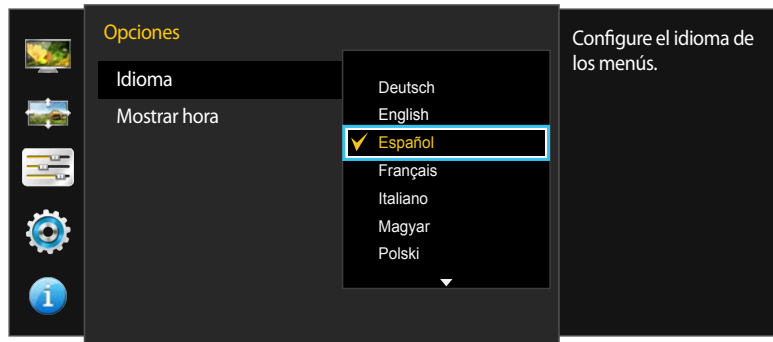 Opciones
Idioma
Mostrar hora
Deutsch
English
Español
Français
Italiano
Magyar
Polski
Configure el idioma de
los menús.